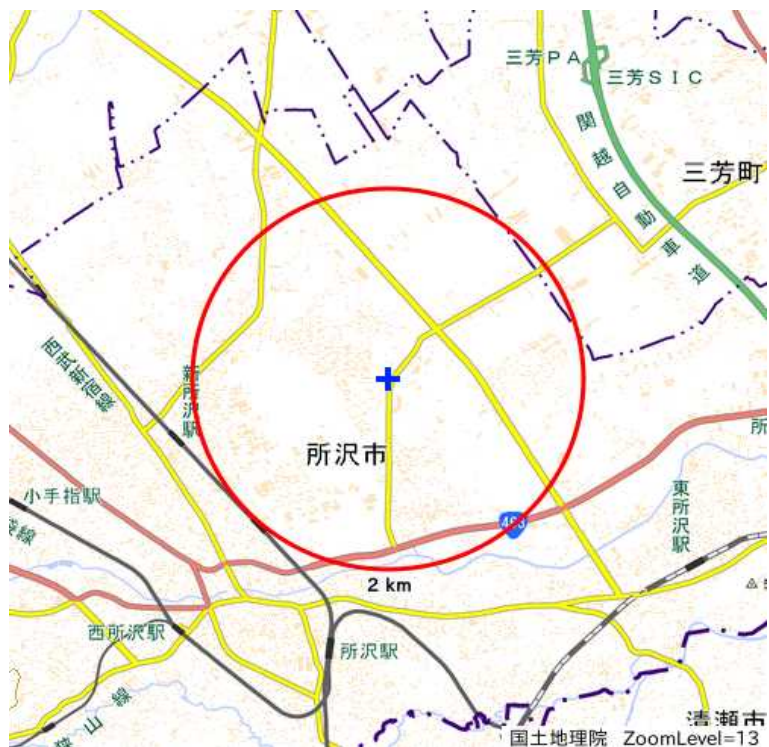 三芳PA
三芳SIC
関越自動車道
三芳町
西武新宿線
新所沢駅
所沢市
小手指駅
463
所
東所沢駅
2 km
西所沢駅
所沢駅
狭山線
清瀬市
国土地理院 ZoomLevel=13